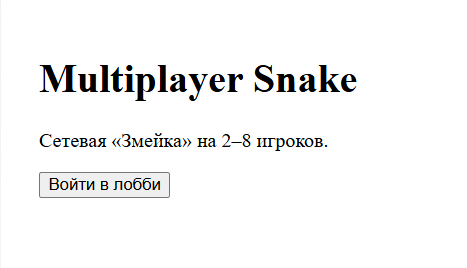 Multiplayer Snake
Сетевая «Змейка» на 2–8 игроков.
Войти в лобби